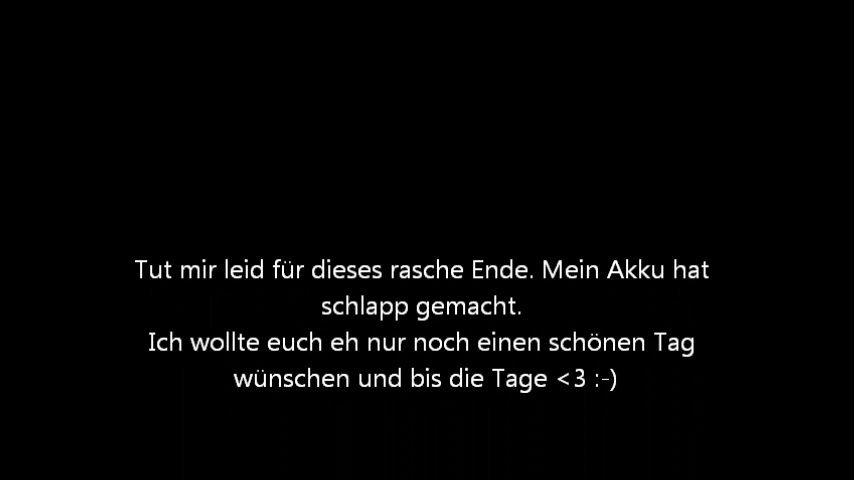 Tut mir leid für dieses rasche Ende. Mein Akku hat
schlapp gemacht.
Ich wollte euch eh nur noch einen schönen Tag
wünschen und bis die Tage <3 :-)